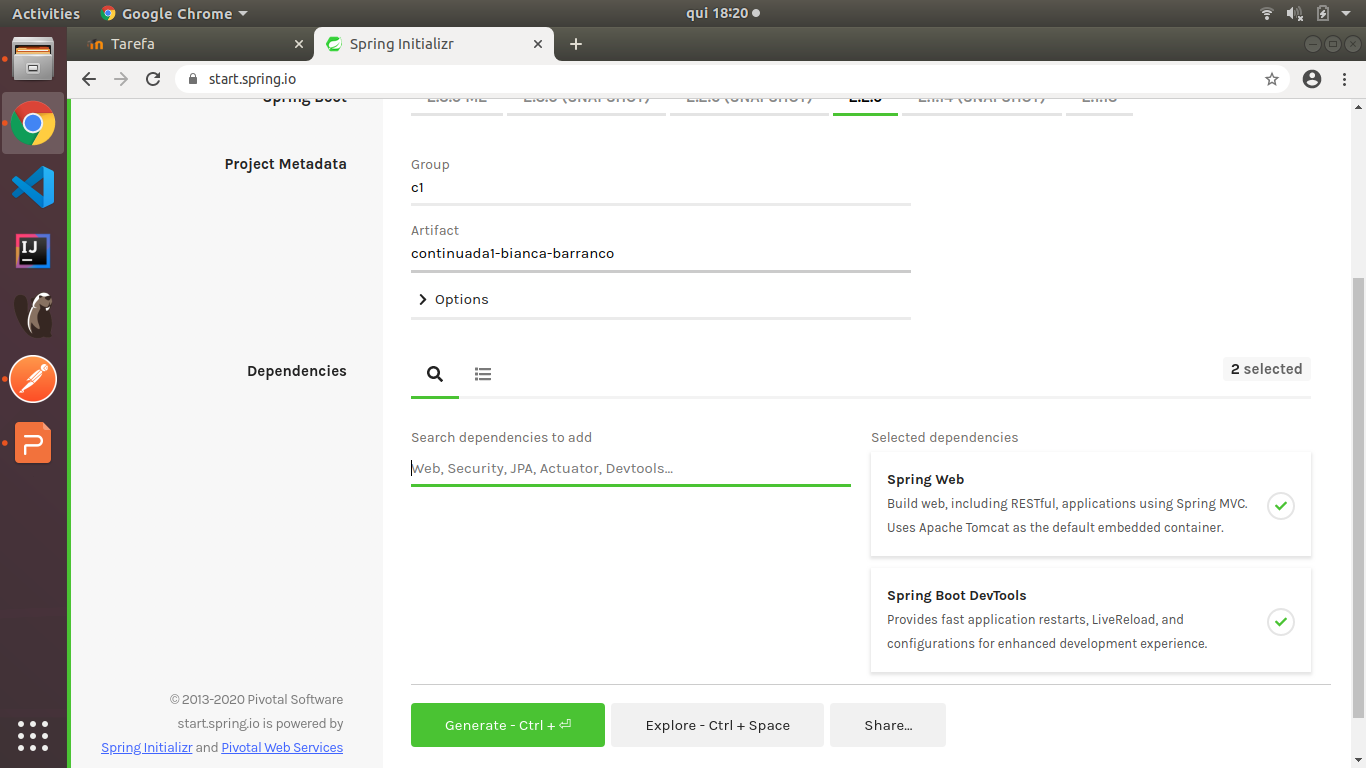 Activities
Google Chrome
qui 18:20
Tarefa
Spring Initializr
start.spring.io
Spring Boot
(SNAPSHOT)
(SNAPSHOT)
(SNAPSHOT)
Project Metadata
Group
c1
Artifact
continuada1-bianca-barranco
Options
Dependencies
2 selected
Search dependencies to add
Web, Security, JPA, Actuator, Devtools...
Selected dependencies
Spring Web
Build web, including RESTful, applications using Spring MVC.
Uses Apache Tomcat as the default embedded container.
Spring Boot DevTools
Provides fast application restarts, LiveReload, and
configurations for enhanced development experience.
© 2013-2020 Pivotal Software
start.spring.io is powered by
Spring Initializr and Pivotal Web Services
Generate - Ctrl + ⏎
Explore - Ctrl + Space
Share...